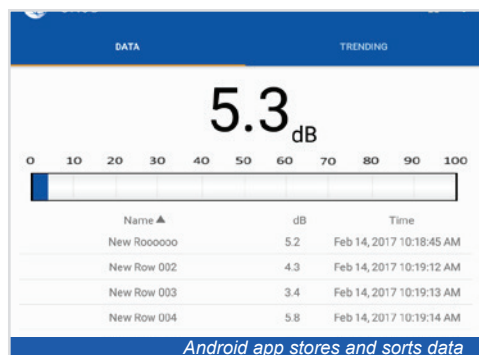 DATA TRENDING
5.3 dB
0 10 20 30 40 50 60 70 80 90 100
Name ▲ dB Time
New Roooooo 5.2 Feb 14, 2017 10:18:45 AM
New Row 002 4.3 Feb 14, 2017 10:19:12 AM
New Row 003 3.4 Feb 14, 2017 10:19:13 AM
New Row 004 5.8 Feb 14, 2017 10:19:14 AM
Android app stores and sorts data